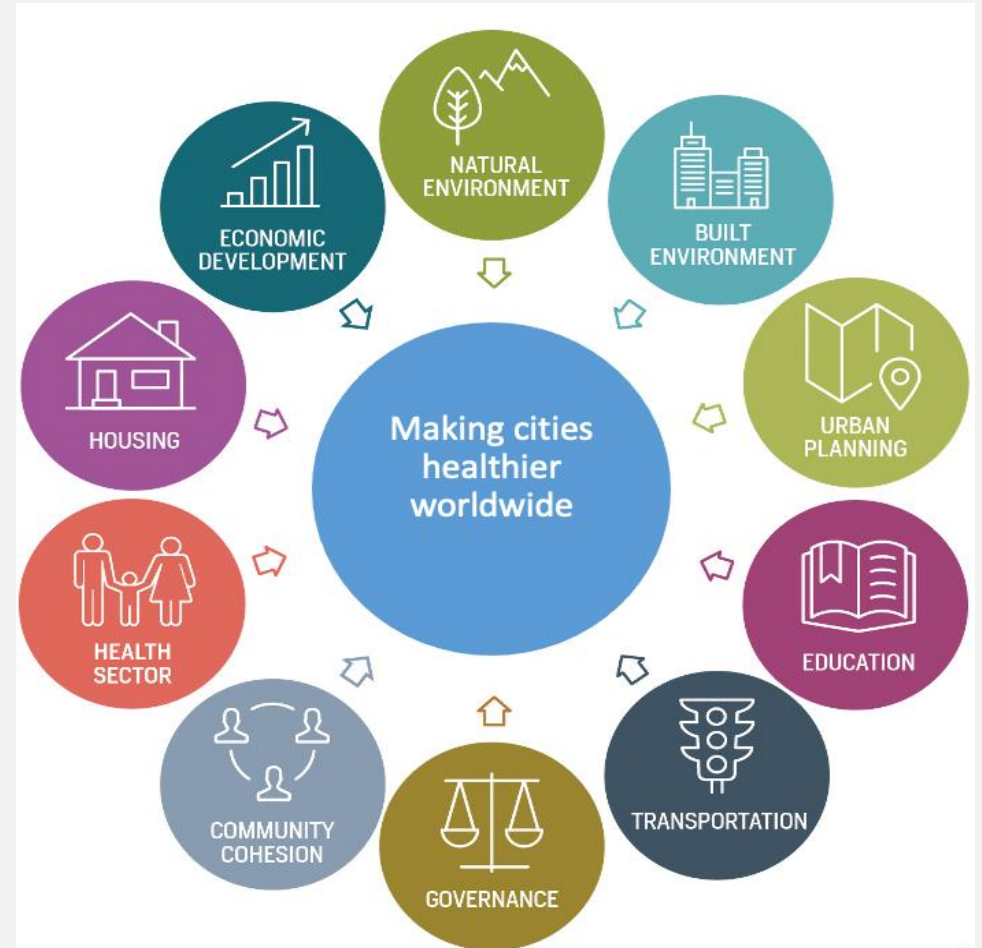 NATURAL
ENVIRONMENT
BUILT
ENVIRONMENT
URBAN
PLANNING
EDUCATION
TRANSPORTATION
GOVERNANCE
COMMUNITY
COHESION
HEALTH
SECTOR
HOUSING
ECONOMIC
DEVELOPMENT
Making cities
healthier
worldwide